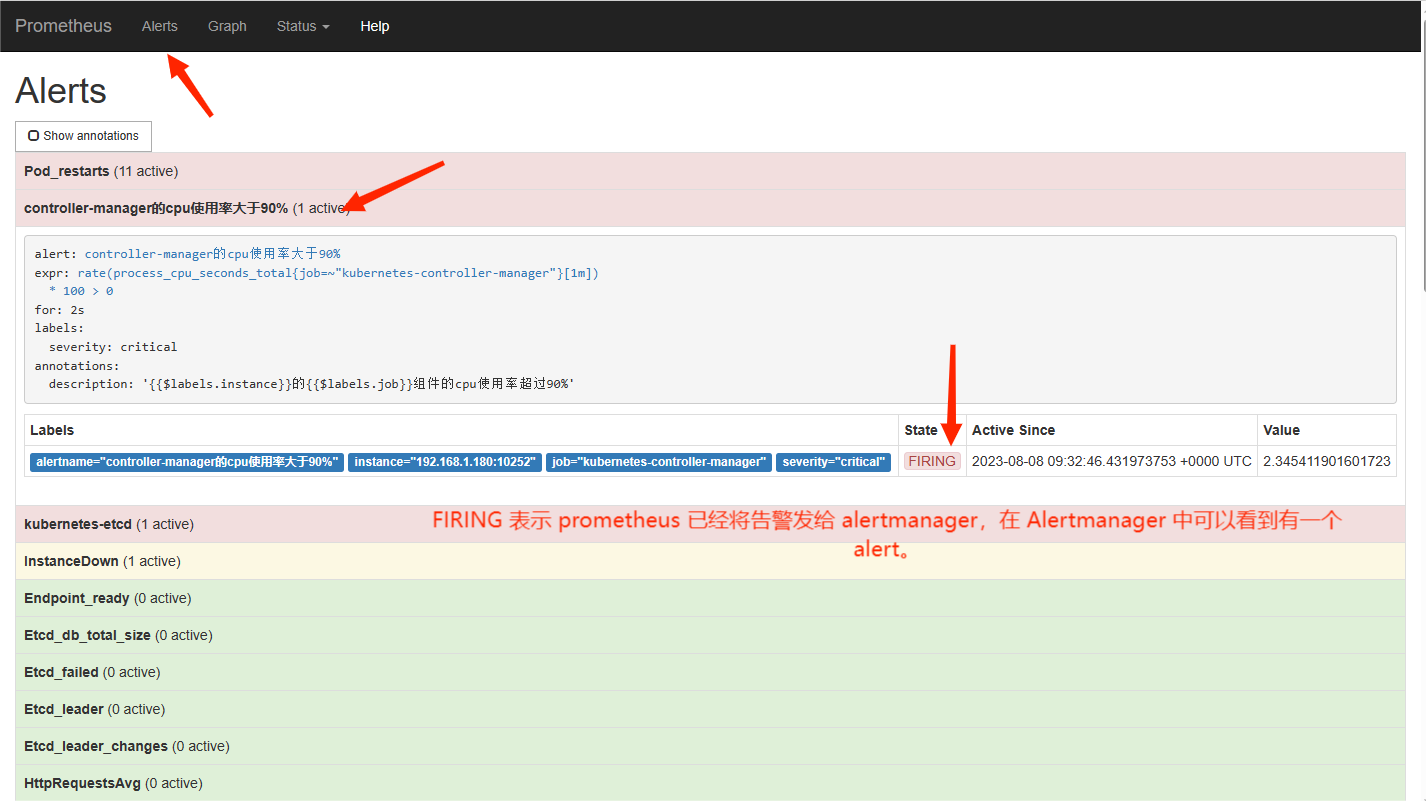 Prometheus Alerts Graph Status Help
Alerts
Show annotations
Pod_restarts (11 active)
controller-manager的cpu使用率大于90% (1 active)
alert: controller-manager的cpu使用率大于90%
expr: rate(process_cpu_seconds_total{job=~"kubernetes-controller-manager"}[1m])
* 100 > 0
for: 2s
labels:
severity: critical
annotations:
description: '{{$labels.instance}}的{{$labels.job}}组件的cpu使用率超过90%'
Labels State Active Since Value
alertname="controller-manager的cpu使用率大于90%" instance="192.168.1.180:10252" job="kubernetes-controller-manager" severity="critical" FIRING 2023-08-08 09:32:46.431973753 +0000 UTC 2.345411901601723
kubernetes-etcd (1 active)
FIRING 表示 prometheus 已经将告警发给 alertmanager，在 Alertmanager 中可以看到有一个
alert。
InstanceDown (1 active)
Endpoint_ready (0 active)
Etcd_db_total_size (0 active)
Etcd_failed (0 active)
Etcd_leader (0 active)
Etcd_leader_changes (0 active)
HttpRequestsAvg (0 active)